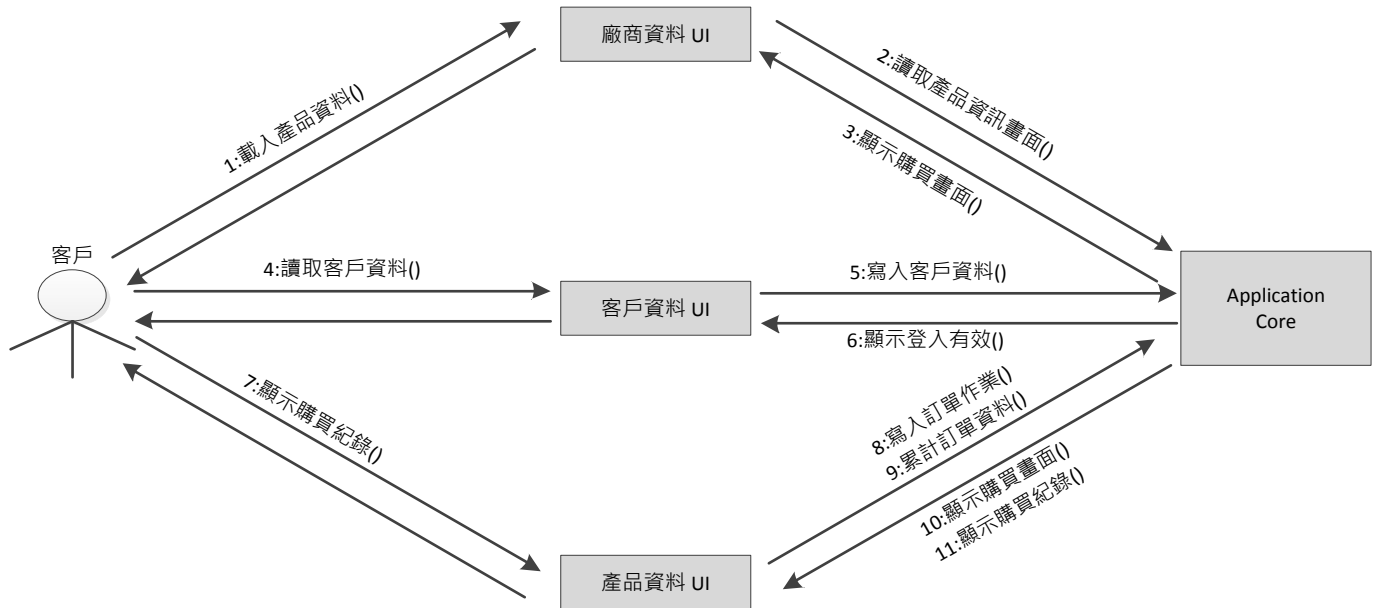 廠商資料 UI
1:載入產品資料()
2:讀取產品資訊畫面()
3:顯示購買畫面()
客戶
4:讀取客戶資料()
客戶資料 UI
5:寫入客戶資料()
6:顯示登入有效()
Application
Core
7:顯示購買紀錄()
8:寫入訂單作業()
9:累計訂單資料()
10:顯示購買畫面()
11:顯示購買紀錄()
產品資料 UI